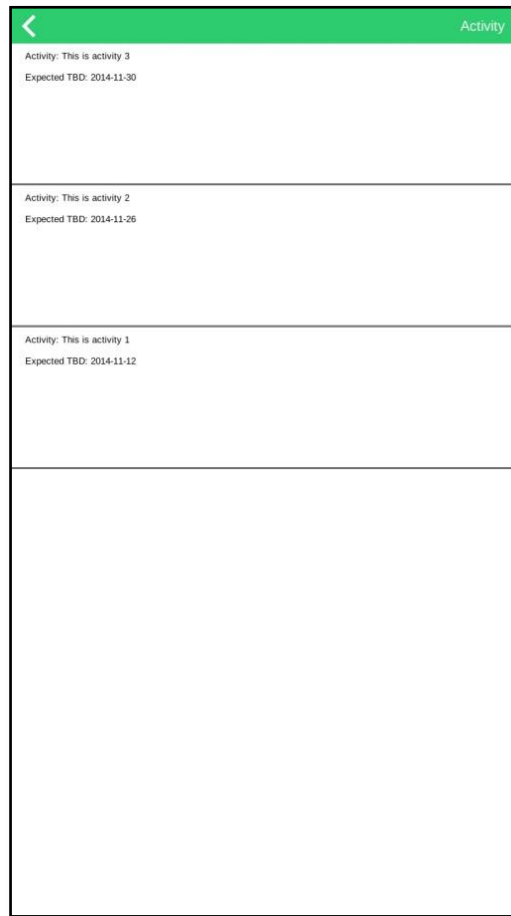 Activity
Activity: This is activity 3
Expected TBD: 2014-11-30
Activity: This is activity 2
Expected TBD: 2014-11-26
Activity: This is activity 1
Expected TBD: 2014-11-12